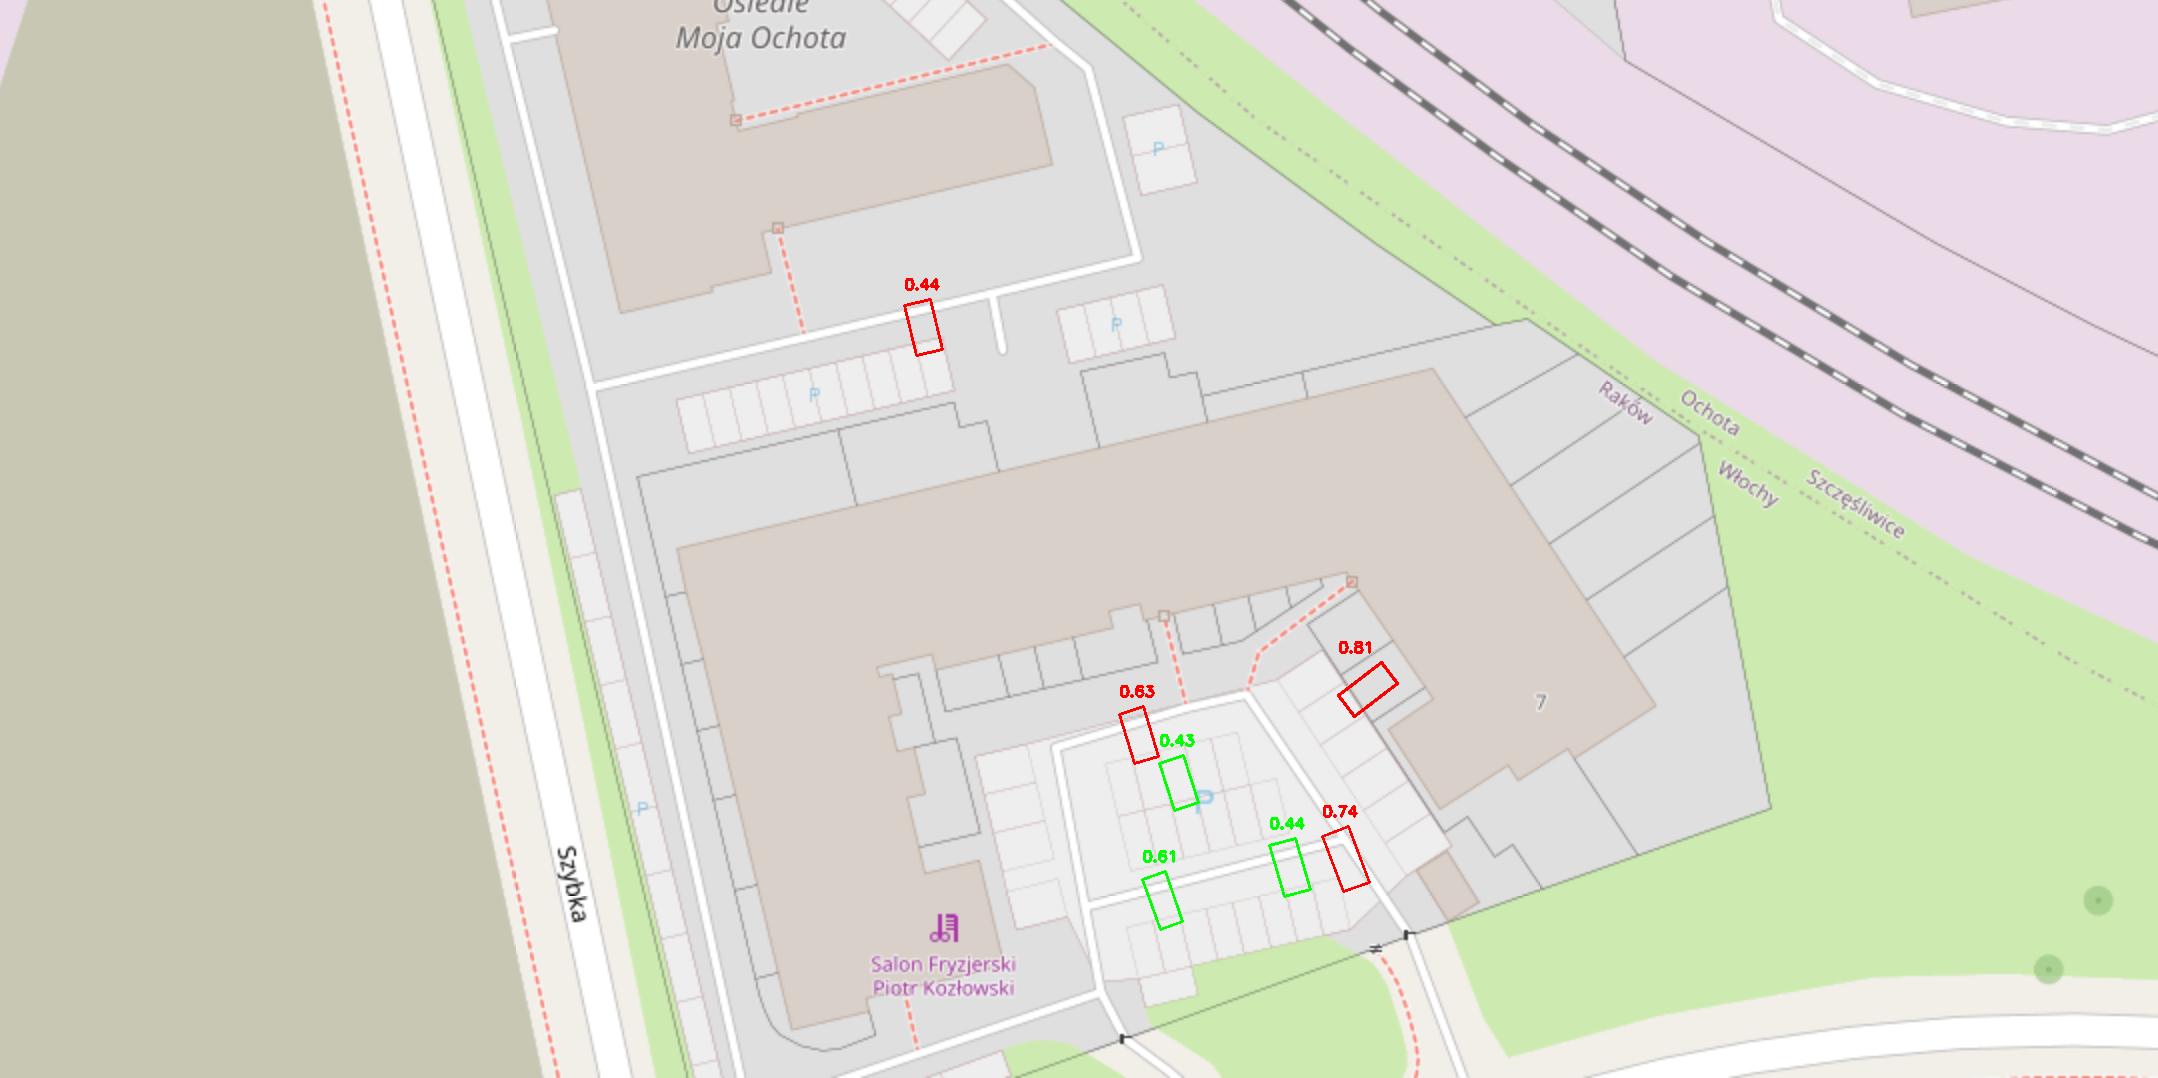 Osiedle
Moja Ochota
P
0.44
P
P
Ochota
Raków
Szczęśliwice
Włochy
0.81
0.63
7
0.43
P
P
0.74
0.44
0.61
Szybka
Salon Fryzjerski
Piotr Kozłowski